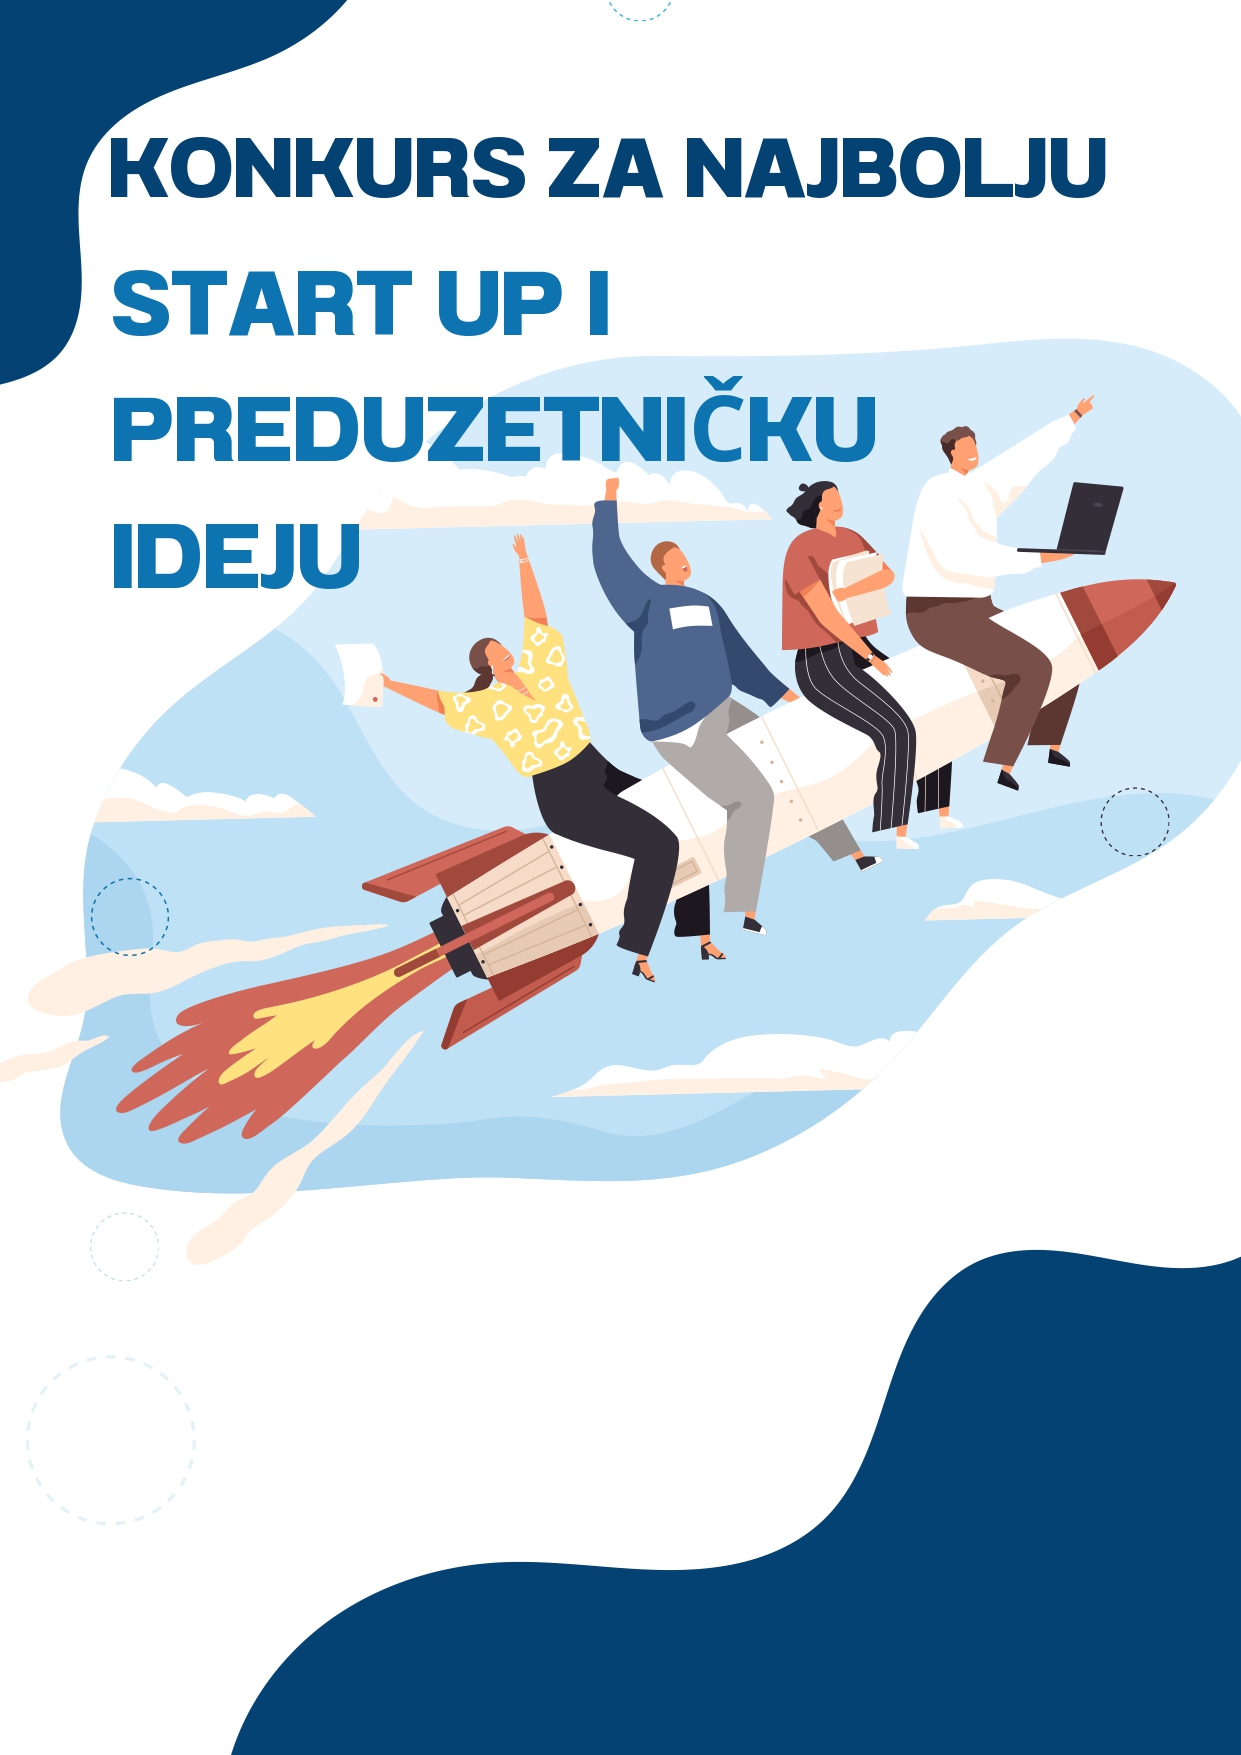 KONKURS ZA NAJBOLJU
START UP I
PREDUZETNIČKU
IDEJU